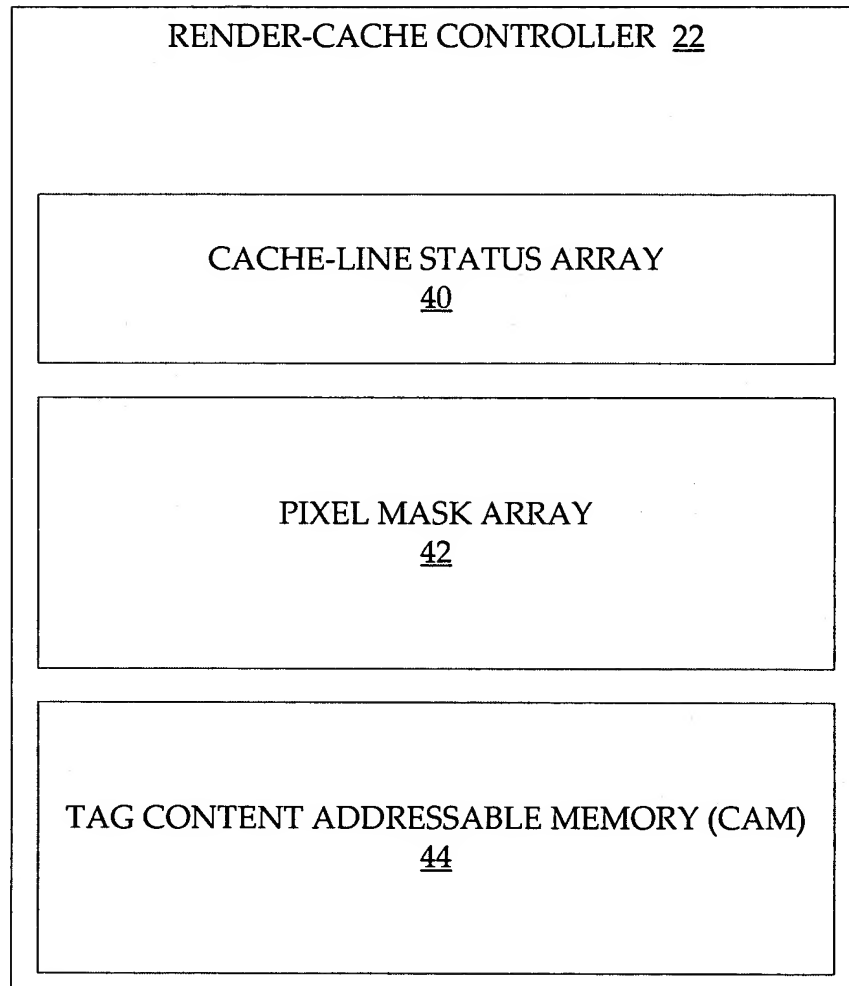 RENDER-CACHE CONTROLLER 22
CACHE-LINE STATUS ARRAY
40
PIXEL MASK ARRAY
42
TAG CONTENT ADDRESSABLE MEMORY (CAM)
44